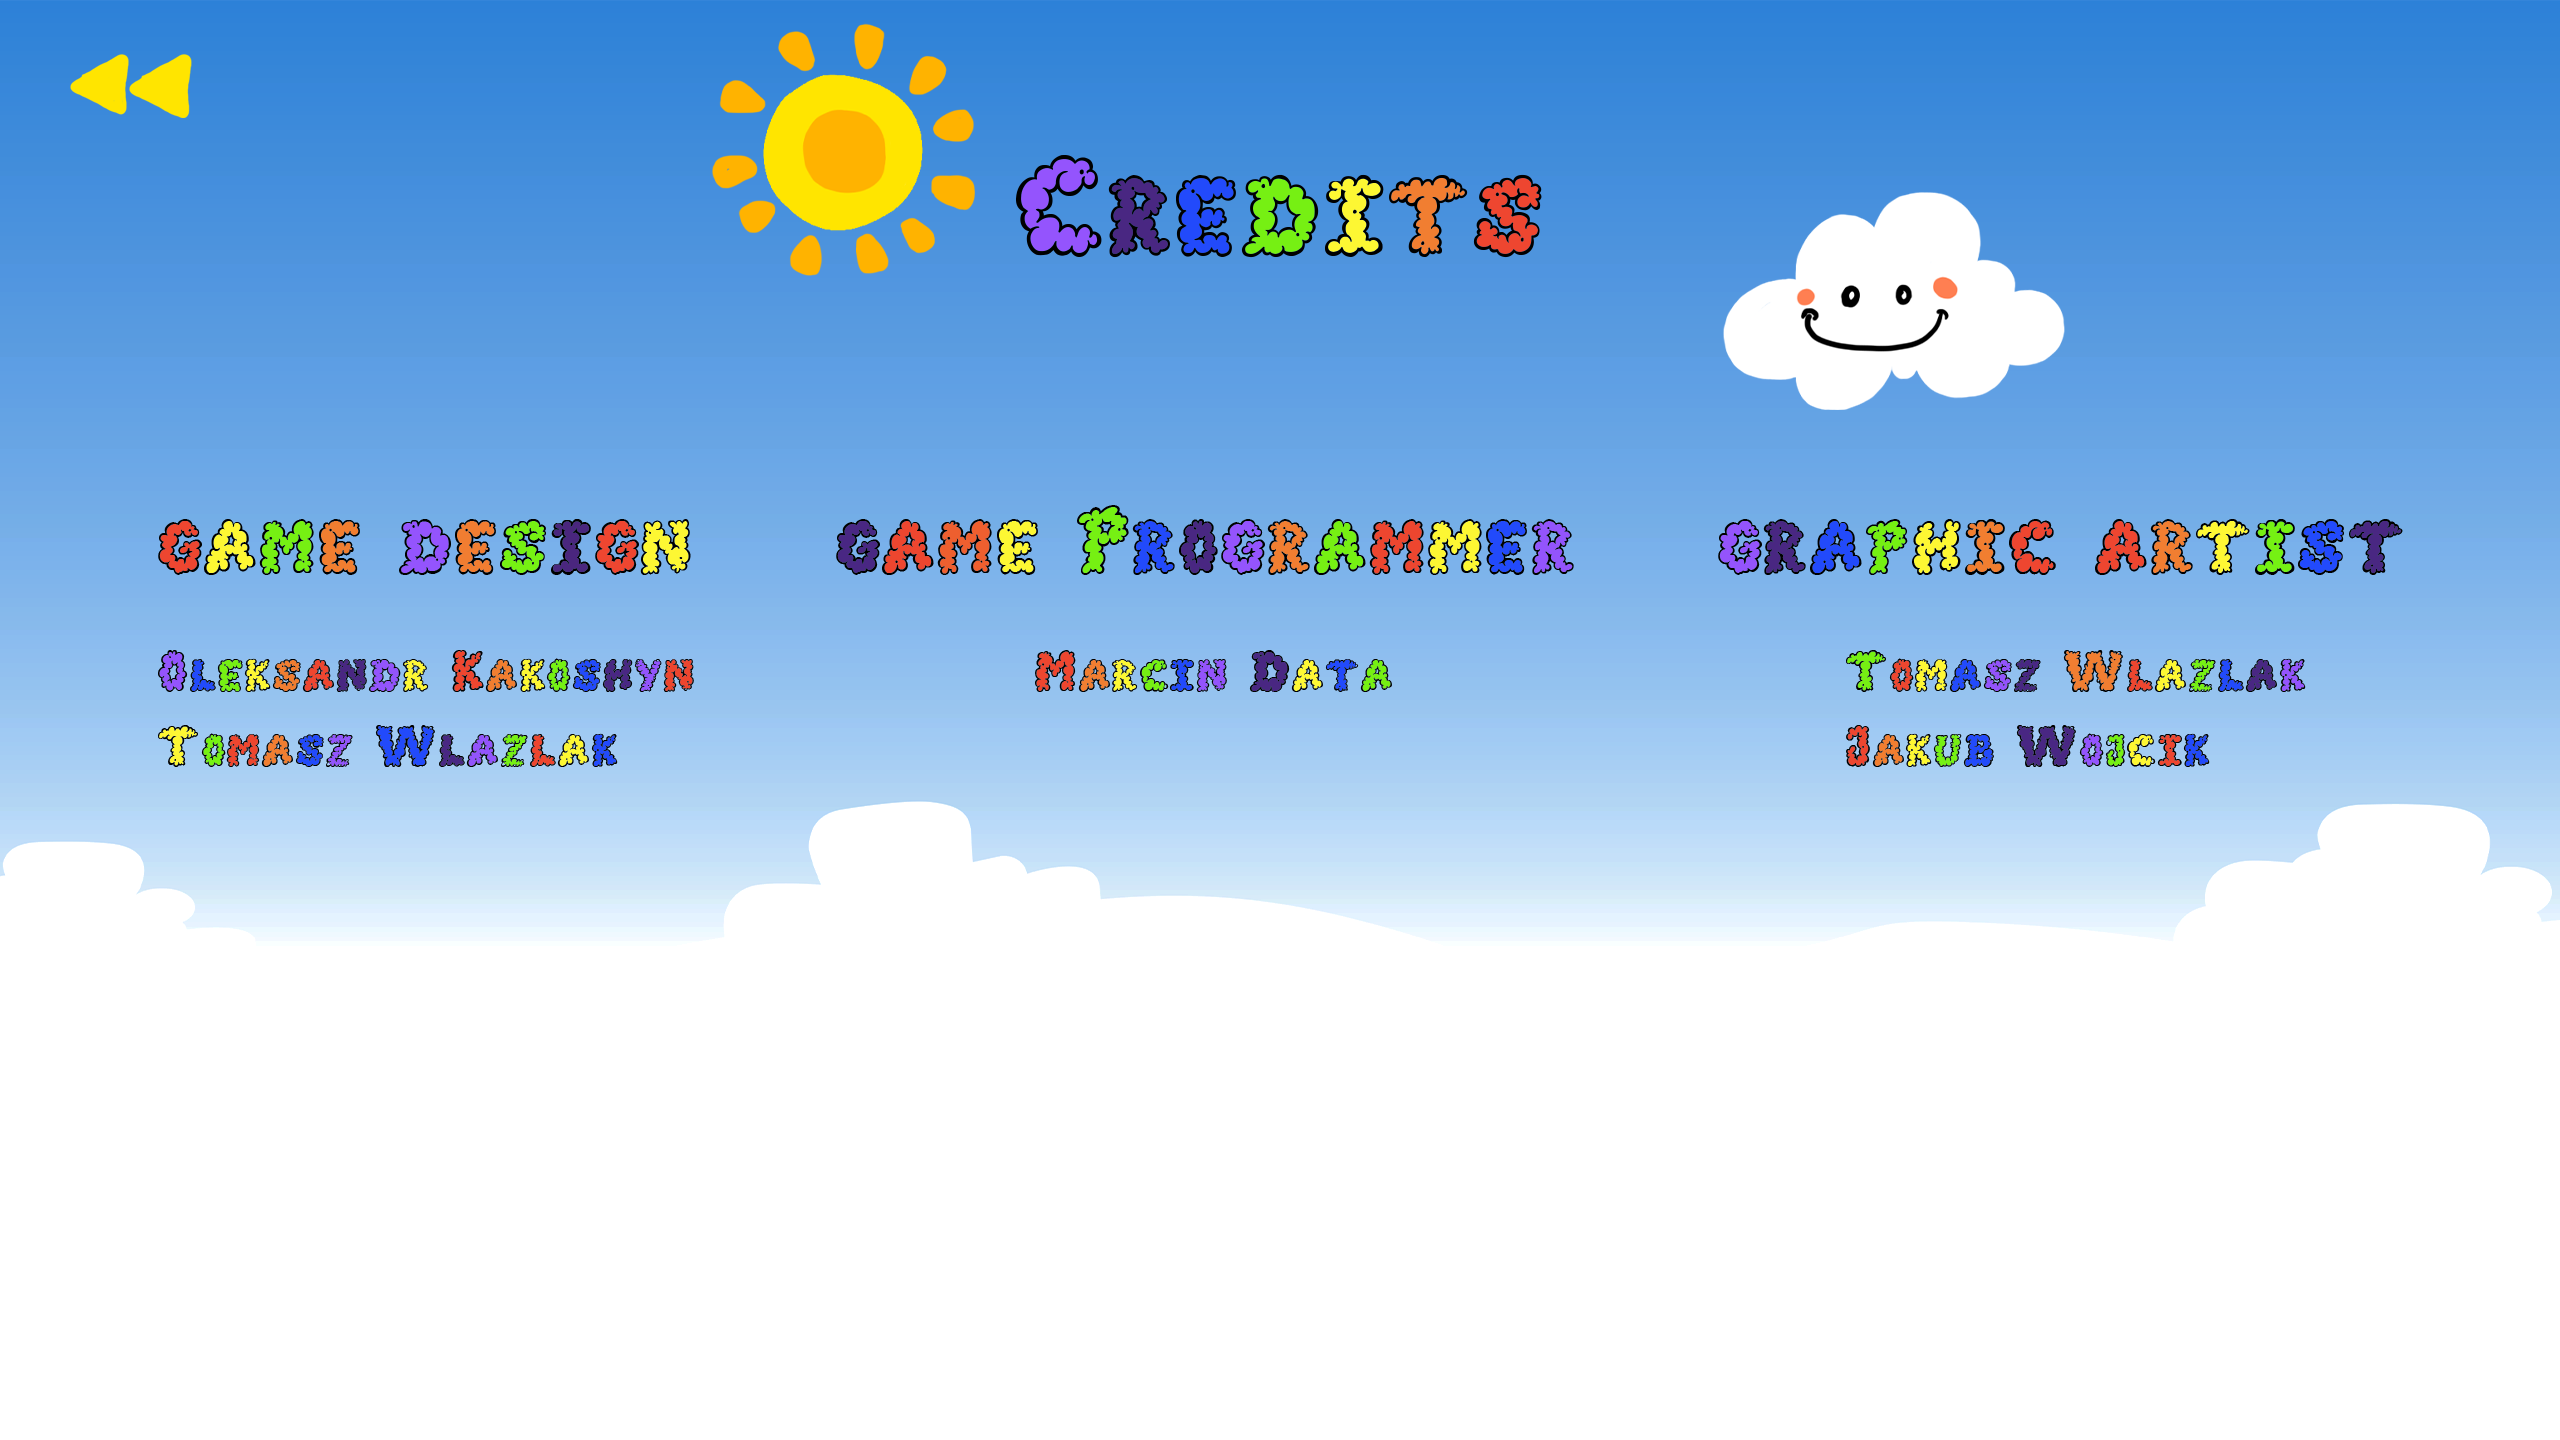 Credits
Game Design
Oleksandr Kakoshyn
Tomasz Wlazlak
Game Programmer
Marcin Data
Graphic Artist
Tomasz Wlazlak
Jakub Wojcik